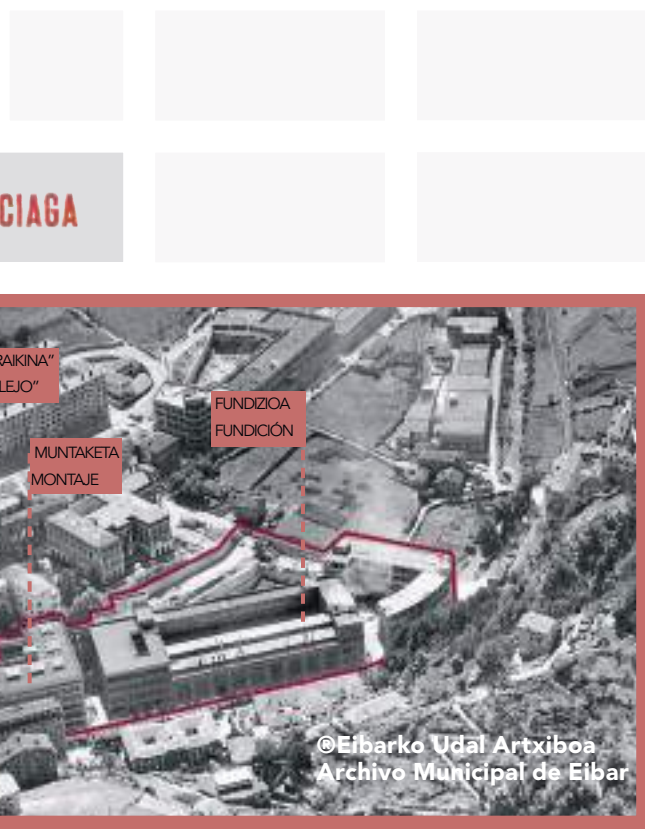 CIAGA
RAIKINA”
LEJO”
FUNDIZIOA
FUNDICIÓN
MUNTAKETA
MONTAJE
®Eibarko Udal Artxiboa
Archivo Municipal de Eibar